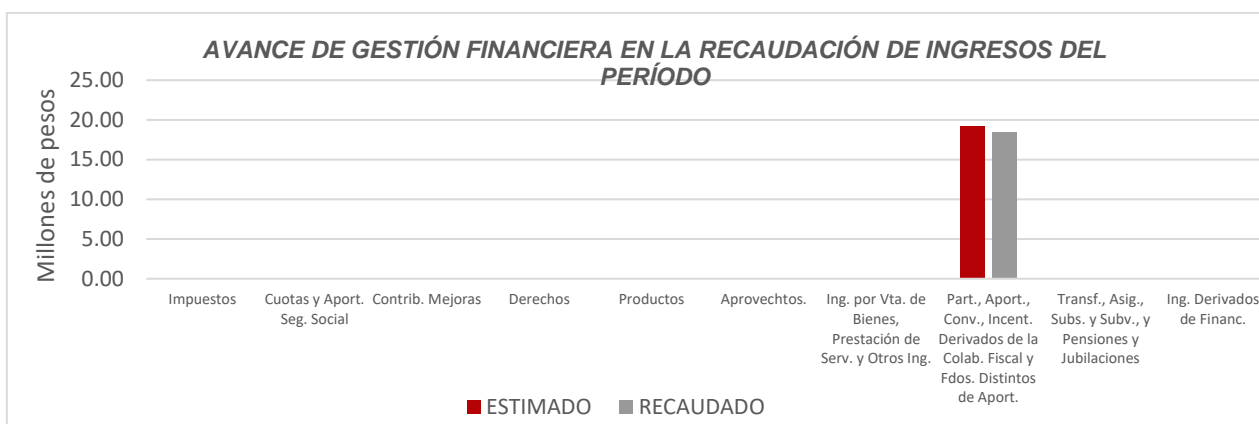 AVANCE DE GESTIÓN FINANCIERA EN LA RECAUDACIÓN DE INGRESOS DEL
PERÍODO
Millones de pesos
25.00
20.00
15.00
10.00
5.00
0.00
Impuestos
Cuotas y Aport.
Seg. Social
Contrib. Mejoras
Derechos
Productos
Aprovechtos.
Ing. por Vta. de
Bienes,
Prestación de
Serv. y Otros Ing.
Part., Aport.,
Conv., Incent.
Derivados de la
Colab. Fiscal y
Fdos. Distintos
de Aport.
Transf., Asig.,
Subs. y Subv., y
Pensiones y
Jubilaciones
Ing. Derivados
de Financ.
ESTIMADO
RECAUDADO